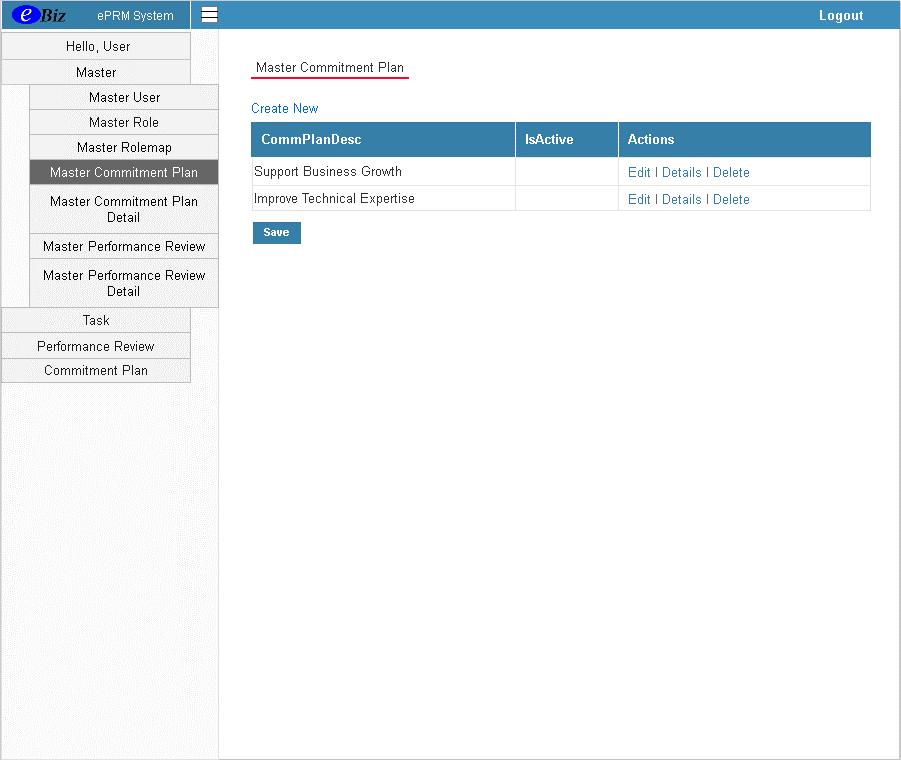 eBiz ePRM System Logout
Hello, User
Master
Master User
Master Role
Master Rolemap
Master Commitment Plan
Master Commitment Plan
Detail
Master Performance Review
Master Performance Review
Detail
Task
Performance Review
Commitment Plan
Master Commitment Plan
Create New
CommPlanDesc IsActive Actions
Support Business Growth Edit | Details | Delete
Improve Technical Expertise Edit | Details | Delete
Save